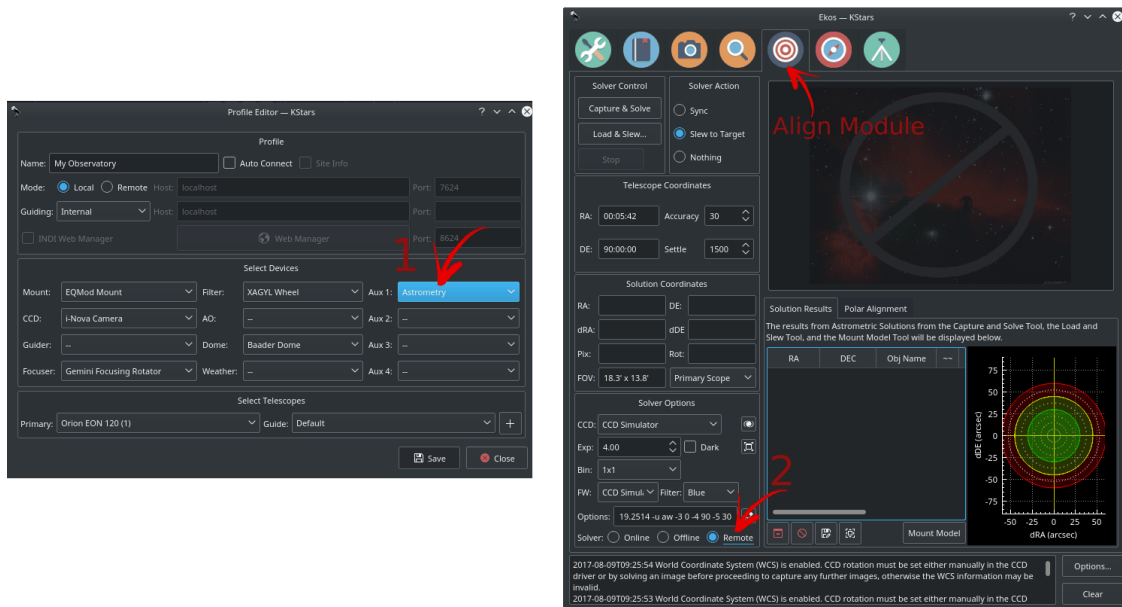 Profile Editor — KStars
Profile
Name: My Observatory Auto Connect Site Info
Mode: Local Remote Host: localhost Port: 7624
Guiding: Internal Host: localhost Port:
INDI Web Manager Web Manager Port: 8624
1
Select Devices
Mount: EQMod Mount Filter: XAGYL Wheel Aux 1: Astrometry
CCD: i-Nova Camera AO: -- Aux 2: --
Guider: -- Dome: Baader Dome Aux 3: --
Focuser: Gemini Focusing Rotator Weather: -- Aux 4: --
Select Telescopes
Primary: Orion EON 120 (1) Guide: Default +
Save Close
Ekos — KStars
Solver Control Solver Action
Capture & Solve Sync
Load & Slew... Slew to Target
Stop Nothing
Align Module
Telescope Coordinates
RA: 00:05:42 Accuracy 30
DE: 90:00:00 Settle 1500
Solution Coordinates
RA: DE:
dRA: dDE
Pix: Rot:
FOV: 18.3' x 13.8' Primary Scope
Solver Options
CCD: CCD Simulator
Exp: 4.00 Dark
Bin: 1x1
FW: CCD Simul Filter: Blue
Options: 19.2514 -u aw -3 0 -4 90 -5 30
Solver: Online Offline Remote
2
Solution Results Polar Alignment
The results from Astrometric Solutions from the Capture and Solve Tool, the Load and
Slew Tool, and the Mount Model Tool will be displayed below.
RA DEC Obj Name ~~
Mount Model
dDE (arcsec)
75
50
25
0
-25
-50
-75
-50 -25 0 25 50
dRA (arcsec)
2017-08-09T09:25:54 World Coordinate System (WCS) is enabled. CCD rotation must be set either manually in the CCD
driver or by solving an image before proceeding to capture any further images, otherwise the WCS information may be
invalid.
2017-08-09T09:25:53 World Coordinate System (WCS) is enabled. CCD rotation must be set either manually in the CCD
Options...
Clear